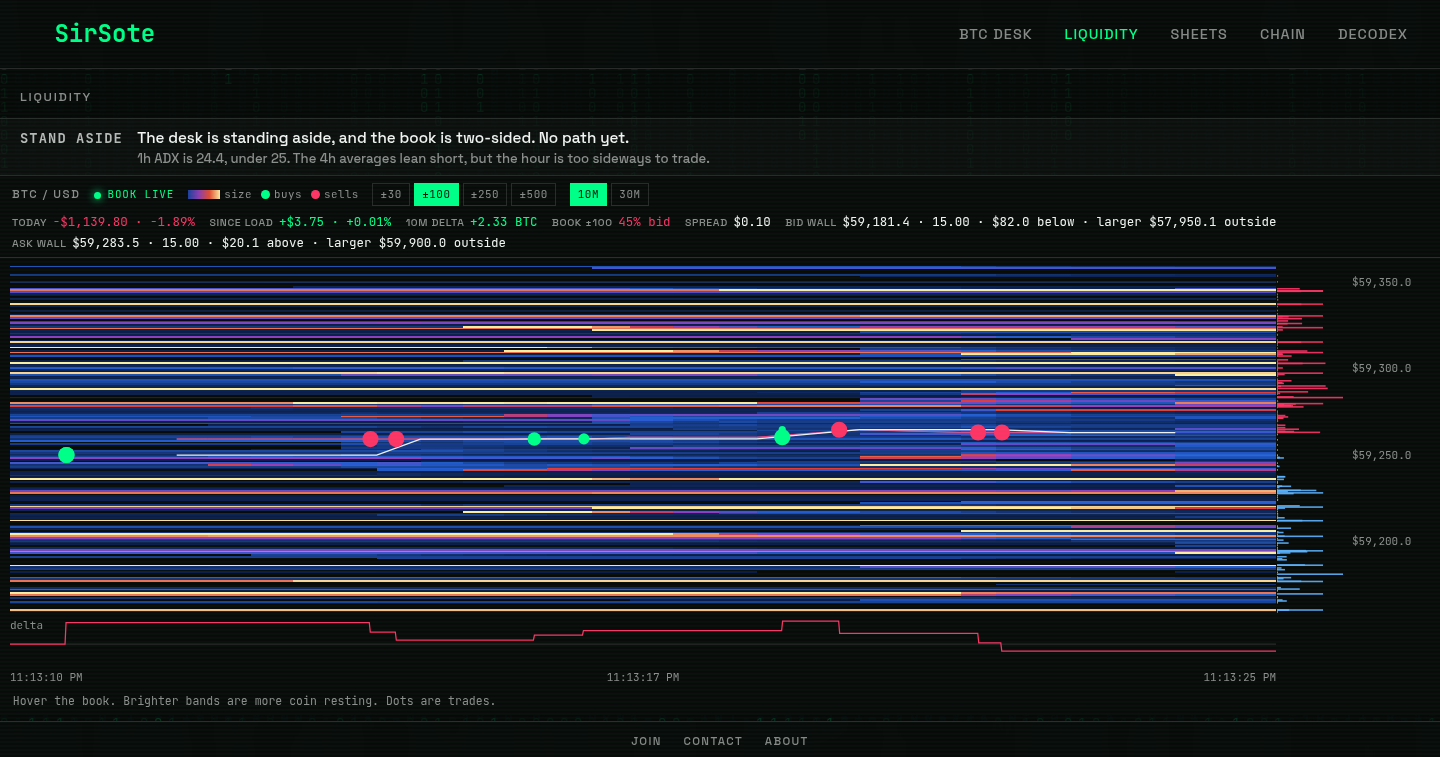 SirSote
BTC DESK LIQUIDITY SHEETS CHAIN DECODEX
LIQUIDITY
STAND ASIDE The desk is standing aside, and the book is two-sided. No path yet.
1h ADX is 24.4, under 25. The 4h averages lean short, but the hour is too sideways to trade.
BTC / USD BOOK LIVE size buys sells ±30 ±100 ±250 ±500 10M 30M
TODAY -$1,139.80 · -1.89% SINCE LOAD +$3.75 · +0.01% 10M DELTA +2.33 BTC BOOK ±100 45% bid SPREAD $0.10 BID WALL $59,181.4 · 15.00 · $82.0 below · larger $57,950.1 outside
ASK WALL $59,283.5 · 15.00 · $20.1 above · larger $59,900.0 outside
$59,350.0
$59,300.0
$59,250.0
$59,200.0
delta
11:13:10 PM 11:13:17 PM 11:13:25 PM
Hover the book. Brighter bands are more coin resting. Dots are trades.
JOIN CONTACT ABOUT